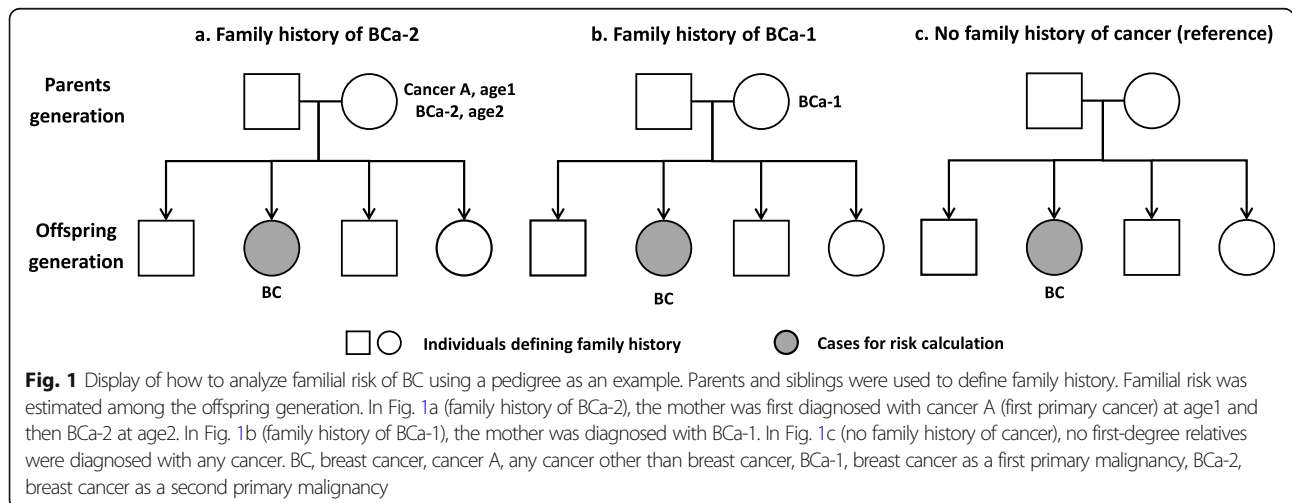 a. Family history of BCa-2
b. Family history of BCa-1
c. No family history of cancer (reference)
Parents
generation
Cancer A, age1
BCa-2, age2
BCa-1
Offspring
generation
BC
BC
BC
Individuals defining family history
Cases for risk calculation
Fig. 1 Display of how to analyze familial risk of BC using a pedigree as an example. Parents and siblings were used to define family history. Familial risk was
estimated among the offspring generation. In Fig. 1a (family history of BCa-2), the mother was first diagnosed with cancer A (first primary cancer) at age1 and
then BCa-2 at age2. In Fig. 1b (family history of BCa-1), the mother was diagnosed with BCa-1. In Fig. 1c (no family history of cancer), no first-degree relatives
were diagnosed with any cancer. BC, breast cancer, cancer A, any cancer other than breast cancer, BCa-1, breast cancer as a first primary malignancy, BCa-2,
breast cancer as a second primary malignancy